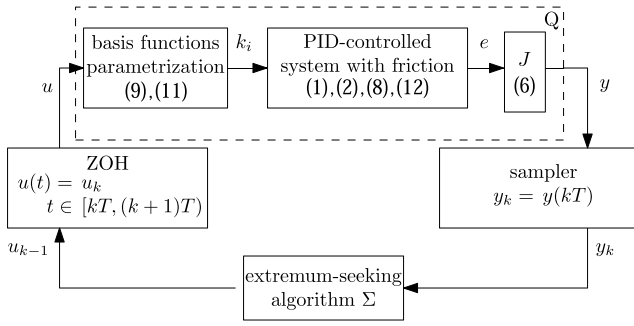 Q
basis functions
parametrization
(9),(11)
k_i
PID-controlled
system with friction
(1),(2),(8),(12)
e
J
(6)
u
y
ZOH
u(t) = u_k
t ∈ [kT, (k+1)T)
sampler
y_k = y(kT)
u_{k−1}
y_k
extremum-seeking
algorithm Σ